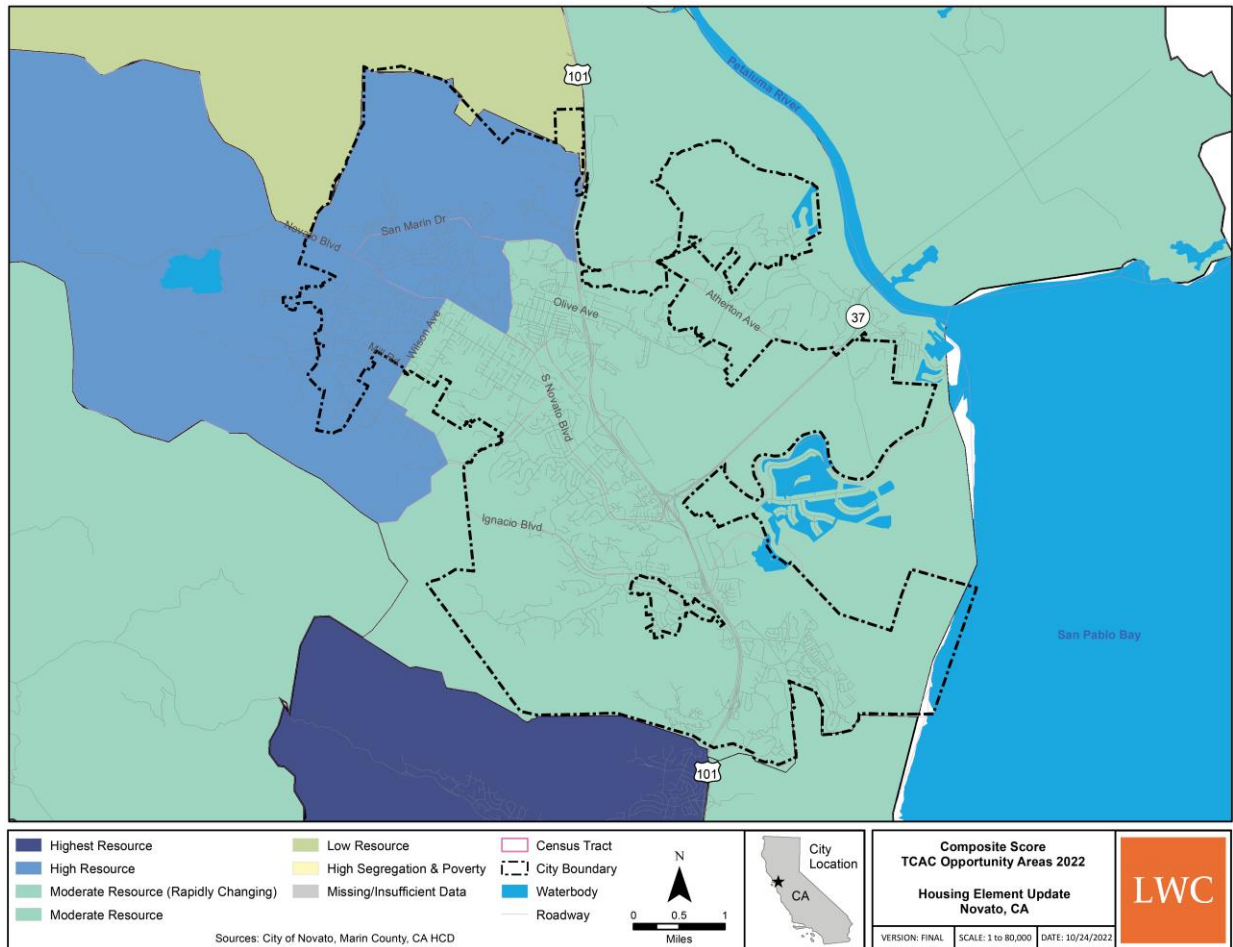 101
Petaluma River
San Marin Dr
Novato Blvd
Olive Ave
Atherton Ave
37
Wilson Ave
S Novato Blvd
Ignacio Blvd
San Pablo Bay
101
Highest Resource
High Resource
Moderate Resource (Rapidly Changing)
Moderate Resource
Low Resource
High Segregation & Poverty
Missing/Insufficient Data
Census Tract
City Boundary
Waterbody
Roadway
N
0 0.5 1
Miles
Sources: City of Novato, Marin County, CA HCD
City
Location
CA
Composite Score
TCAC Opportunity Areas 2022
Housing Element Update
Novato, CA
VERSION: FINAL
SCALE: 1 to 80,000
DATE: 10/24/2022
LWC